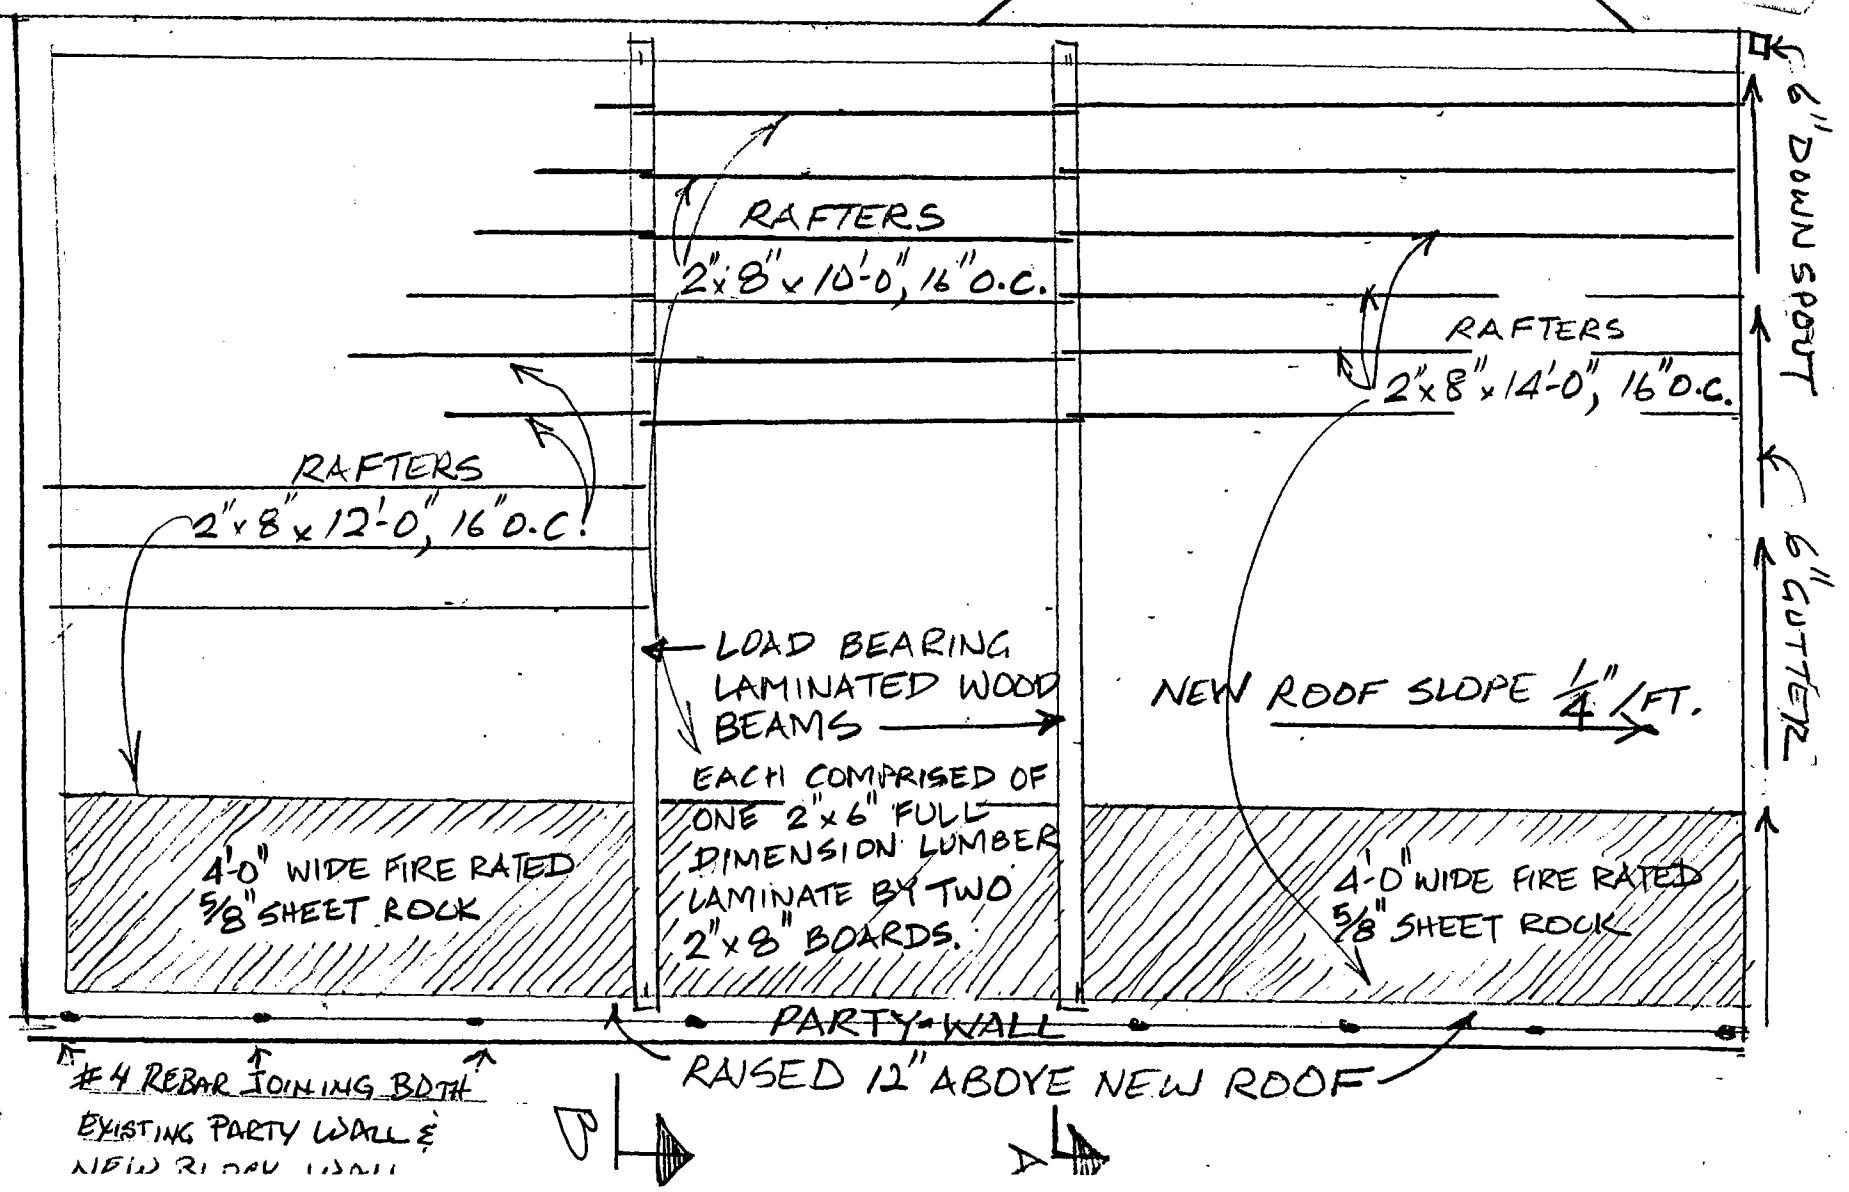 RAFTERS
2"x8"x10'-0", 16" O.C.
RAFTERS
2"x8"x14'-0", 16" O.C.
RAFTERS
2"x8"x12'-0", 16" O.C.
6" DOWN SPOUT
6" GUTTER
LOAD BEARING
LAMINATED WOOD
BEAMS
EACH COMPRISED OF
ONE 2"x6" FULL
DIMENSION LUMBER
LAMINATE BY TWO
2"x8" BOARDS.
NEW ROOF SLOPE 1/4"/FT.
4'-0" WIDE FIRE RATED
5/8" SHEET ROCK
4'-0" WIDE FIRE RATED
5/8" SHEET ROCK
PARTY WALL
RAISED 12" ABOVE NEW ROOF
#4 REBAR JOINING BOTH
EXISTING PARTY WALL &
NEW BLOCK WALL
B
A